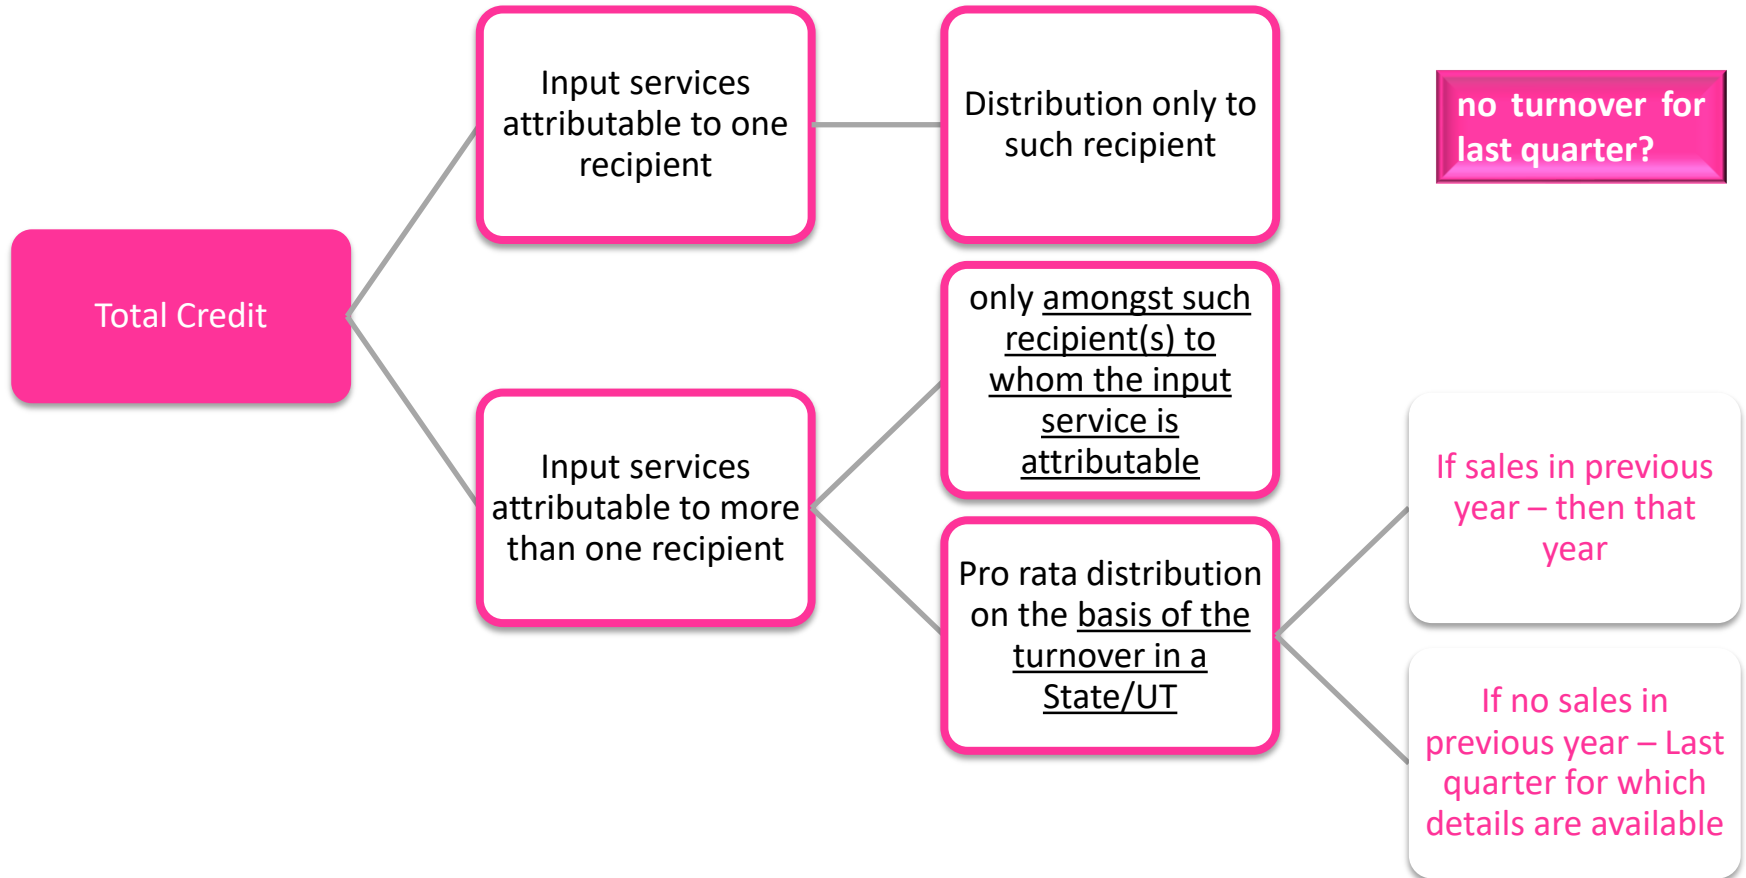 Total Credit
Input services
attributable to one
recipient
Distribution only to
such recipient
no turnover for
last quarter?
Input services
attributable to more
than one recipient
only amongst such
recipient(s) to
whom the input
service is
attributable
Pro rata distribution
on the basis of the
turnover in a
State/UT
If sales in previous
year – then that
year
If no sales in
previous year – Last
quarter for which
details are available